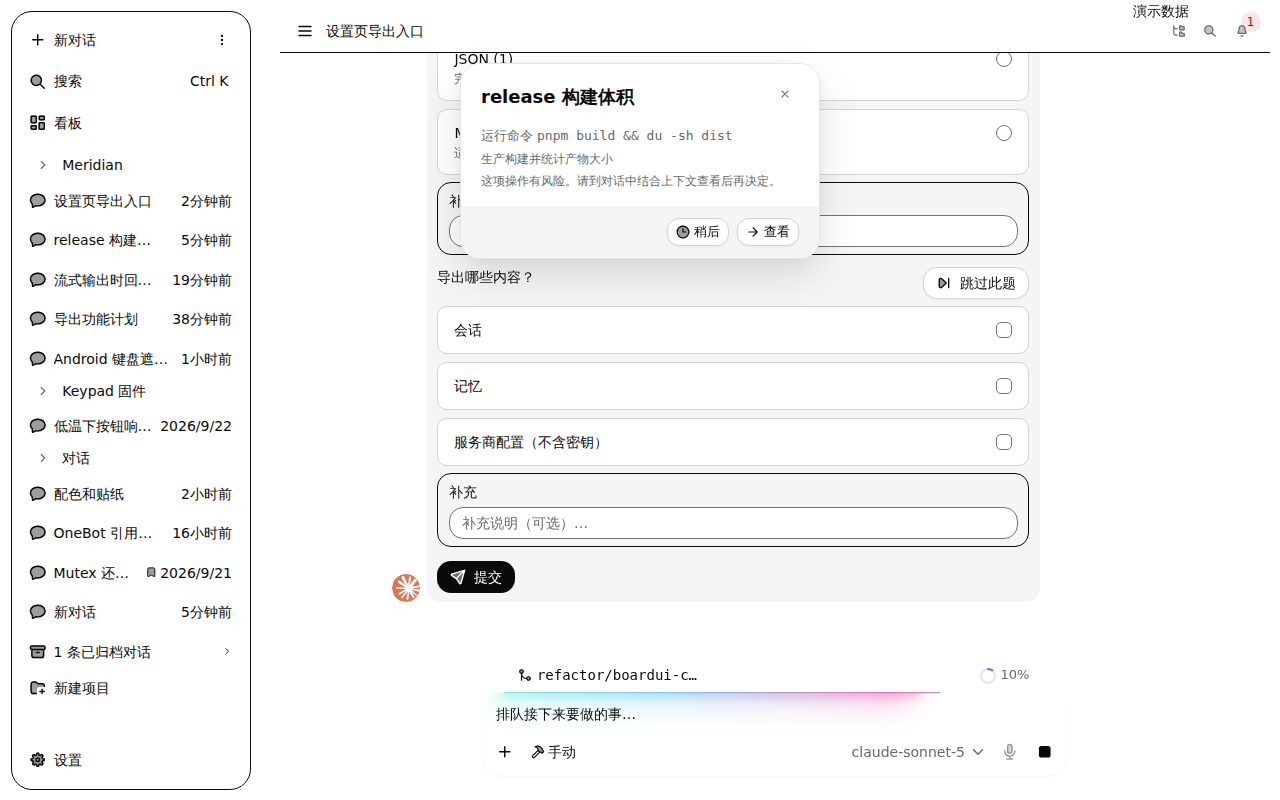 新对话
搜索
Ctrl K
看板
Meridian
设置页导出入口
2分钟前
release 构建…
5分钟前
流式输出时回…
19分钟前
导出功能计划
38分钟前
Android 键盘遮…
1小时前
Keypad 固件
低温下按钮响…
2026/9/22
对话
配色和贴纸
2小时前
OneBot 引用…
16小时前
Mutex 还…
2026/9/21
新对话
5分钟前
1 条已归档对话
新建项目
设置
设置页导出入口
演示数据
1
JSON (1)
release 构建体积
运行命令 pnpm build && du -sh dist
生产构建并统计产物大小
这项操作有风险。请到对话中结合上下文查看后再决定。
稍后
查看
导出哪些内容？
跳过此题
会话
记忆
服务商配置（不含密钥）
补充
补充说明（可选）…
提交
refactor/boardui-c…
10%
排队接下来要做的事…
手动
claude-sonnet-5